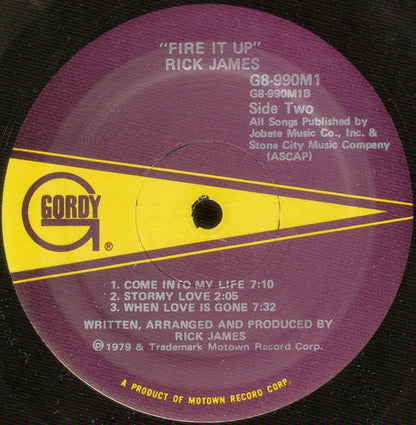 "FIRE IT UP"
RICK JAMES
G8-990M1
G8-990M1B
Side Two
All Songs Published by
Jobete Music Co., Inc. &
Stone City Music Company
(ASCAP)
GORDY
®
1. COME INTO MY LIFE 7:10
2. STORMY LOVE 2:05
3. WHEN LOVE IS GONE 7:32
WRITTEN, ARRANGED AND PRODUCED BY
RICK JAMES
℗ 1979 & Trademark Motown Record Corp.
A PRODUCT OF MOTOWN RECORD CORP.